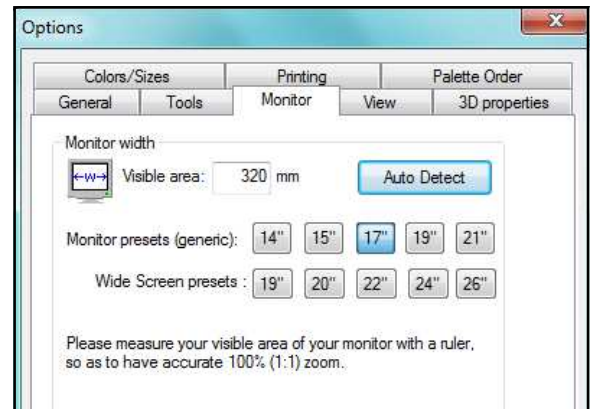 Options
X
Colors/Sizes Printing Palette Order
General Tools Monitor View 3D properties
Monitor width
←W→ Visible area: 320 mm Auto Detect
Monitor presets (generic): 14" 15" 17" 19" 21"
Wide Screen presets : 19" 20" 22" 24" 26"
Please measure your visible area of your monitor with a ruler,
so as to have accurate 100% (1:1) zoom.